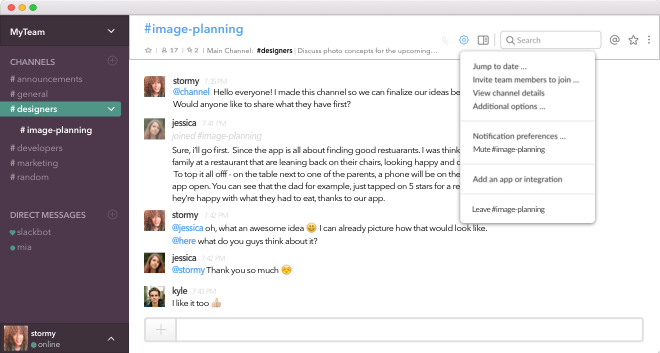 MyTeam
CHANNELS
# announcements
# general
# designers
# image-planning
# developers
# marketing
# random
DIRECT MESSAGES
slackbot
mia
stormy
online
#image-planning
17 | 2 | Main Channel: #designers | Discuss photo concepts for the upcoming...
Search
stormy 7:35 PM
@channel Hello everyone! I made this channel so we can finalize our ideas be
Would anyone like to share what they have first?
jessica 7:41 PM
joined #image-planning
Sure, i'll go first. Since the app is all about finding good restuarants. I was think
family at a restaurant that are leaning back on their chairs, looking happy and
To top it all offf - on the table next to one of the parents, a phone will be on the
app open. You can see that the dad for example, just tapped on 5 stars for a re
hey're happy with what they had to eat, thanks to our app.
stormy 7:42 PM
@jessica oh, what an awesome idea 😀 I can already picture how that would look like.
@here what do you guys think about it?
jessica 7:42 PM
@stormy Thank you so much ☺️
kyle 7:43 PM
I like it too 👍
Jump to date ...
Invite team members to join ...
View channel details
Additional options ...
Notification preferences ...
Mute #image-planning
Add an app or integration
Leave #image-planning